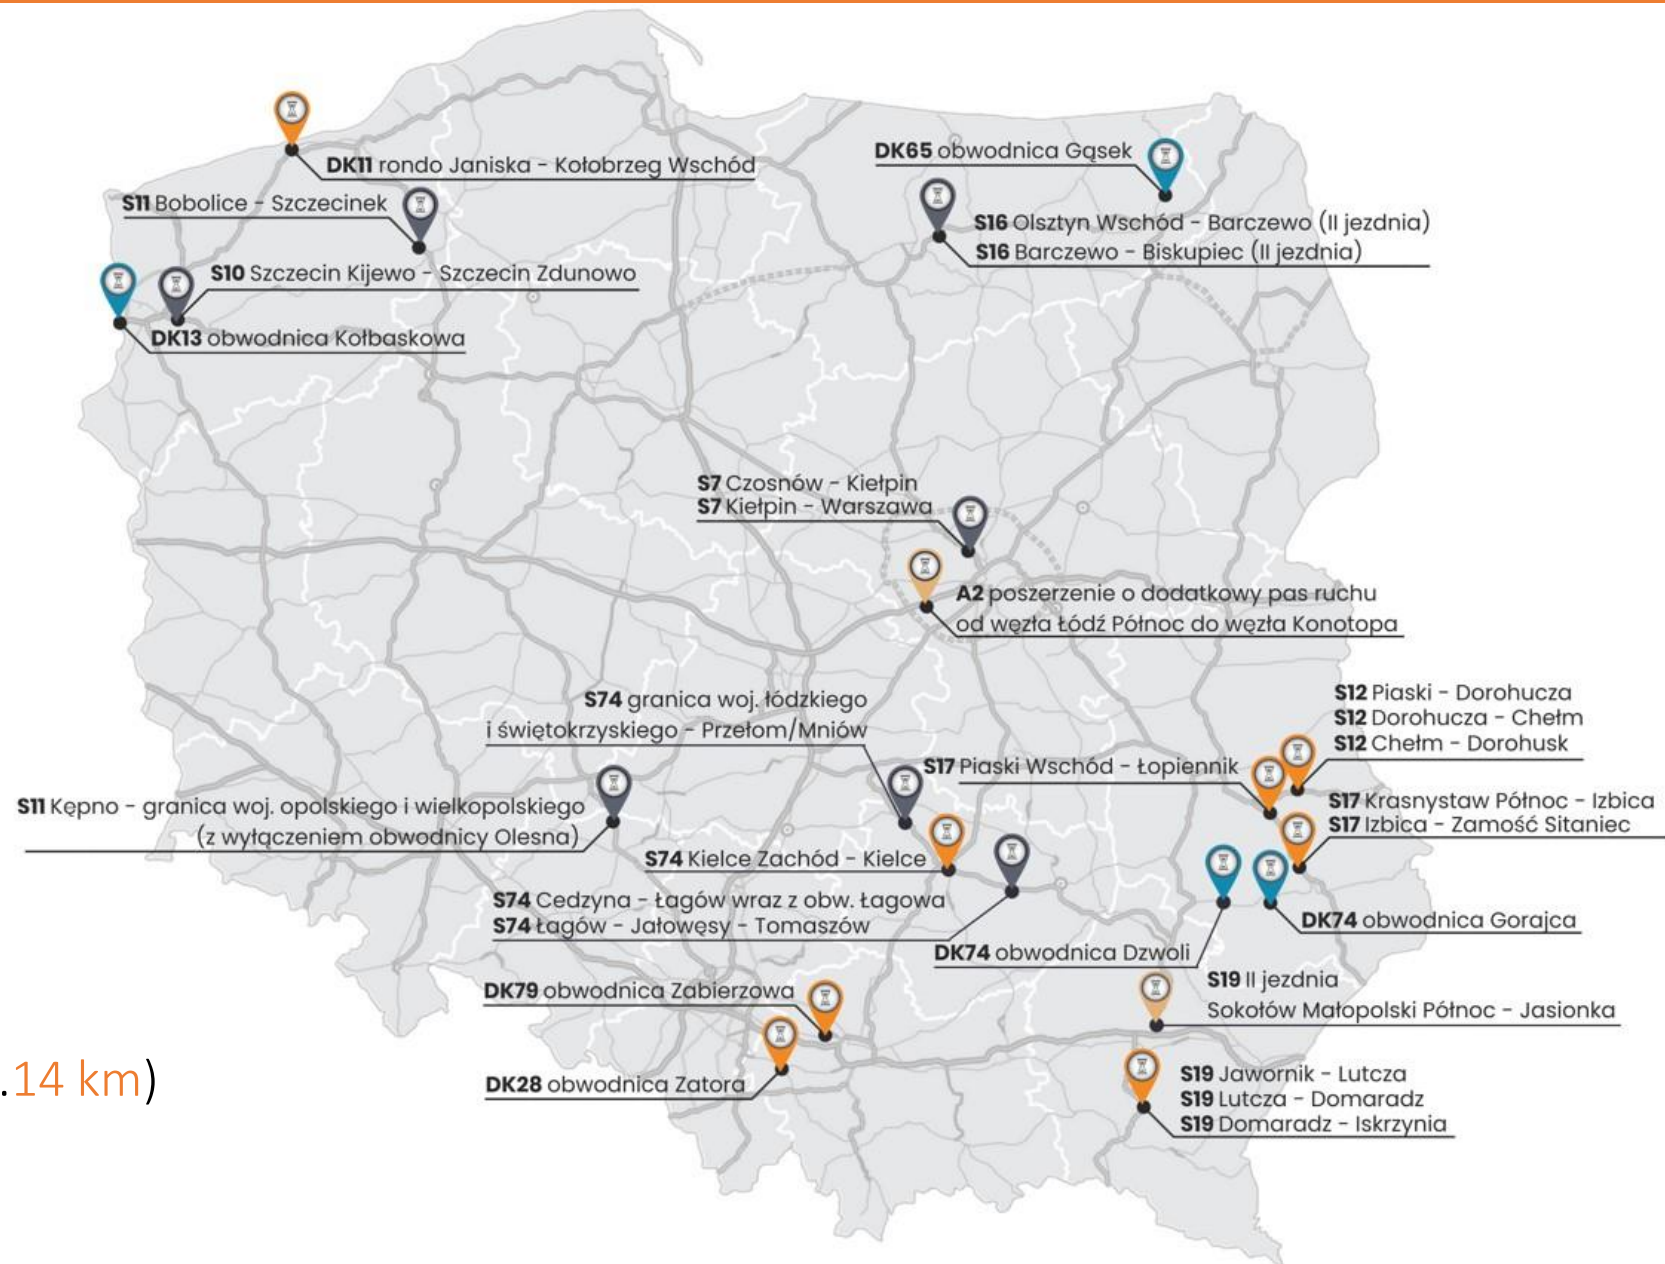 DK11 rondo Janiska - Kołobrzeg Wschód
DK65 obwodnica Gąsek
S11 Bobolice - Szczecinek
S16 Olsztyn Wschód - Barczewo (II jezdnia)
S16 Barczewo - Biskupiec (II jezdnia)
S10 Szczecin Kijewo - Szczecin Zdunowo
DK13 obwodnica Kołbaskowa
S7 Czosnów - Kiełpin
S7 Kiełpin - Warszawa
A2 poszerzenie o dodatkowy pas ruchu
od węzła Łódź Północ do węzła Konotopa
S74 granica woj. łódzkiego
i świętokrzyskiego - Przełom/Mniów
S12 Piaski - Dorohucza
S12 Dorohucza - Chełm
S12 Chełm - Dorohusk
S17 Piaski Wschód - Łopiennik
S11 Kępno - granica woj. opolskiego i wielkopolskiego
(z wyłączeniem obwodnicy Olesna)
S17 Krasnystaw Północ - Izbica
S17 Izbica - Zamość Sitaniec
S74 Kielce Zachód - Kielce
S74 Cedzyna - Łagów wraz z obw. Łagowa
S74 Łagów - Jałowęsy - Tomaszów
DK74 obwodnica Gorajca
DK74 obwodnica Dzwoli
S19 II jezdnia
Sokołów Małopolski Północ - Jasionka
DK79 obwodnica Zabierzowa
DK28 obwodnica Zatora
.14 km)
S19 Jawornik - Lutcza
S19 Lutcza - Domaradz
S19 Domaradz - Iskrzynia